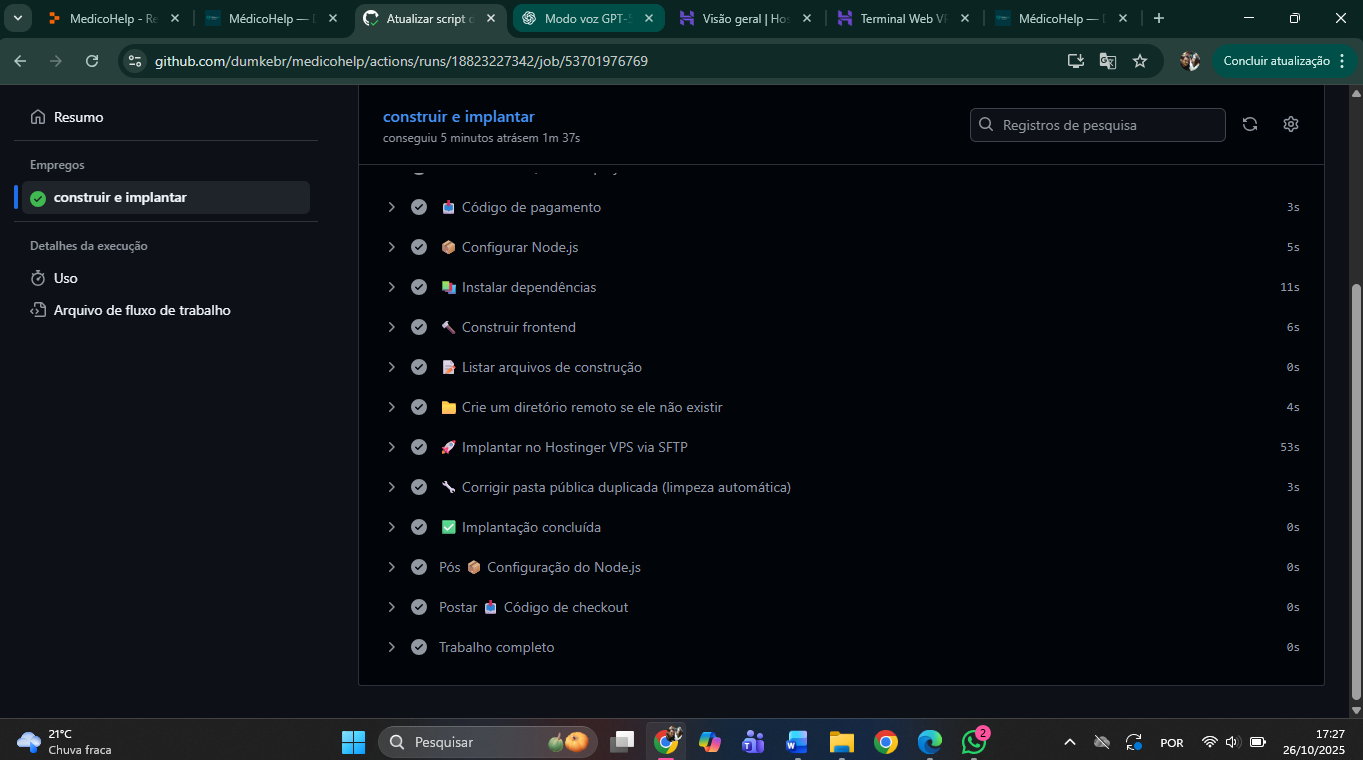 MedicoHelp - Re
MédicoHelp — D
Atualizar script d
Modo voz GPT-5
Visão geral | Hos
Terminal Web VP
MédicoHelp — D
github.com/dumkebr/medicohelp/actions/runs/18823227342/job/53701976769
Concluir atualização
Resumo
Empregos
construir e implantar
Detalhes da execução
Uso
Arquivo de fluxo de trabalho
construir e implantar
conseguiu 5 minutos atrásem 1m 37s
Registros de pesquisa
Código de pagamento 3s
Configurar Node.js 5s
Instalar dependências 11s
Construir frontend 6s
Listar arquivos de construção 0s
Crie um diretório remoto se ele não existir 4s
Implantar no Hostinger VPS via SFTP 53s
Corrigir pasta pública duplicada (limpeza automática) 3s
Implantação concluída 0s
Pós 📦 Configuração do Node.js 0s
Postar 📥 Código de checkout 0s
Trabalho completo 0s
21°C
Chuva fraca
Pesquisar
2
POR
17:27
26/10/2025